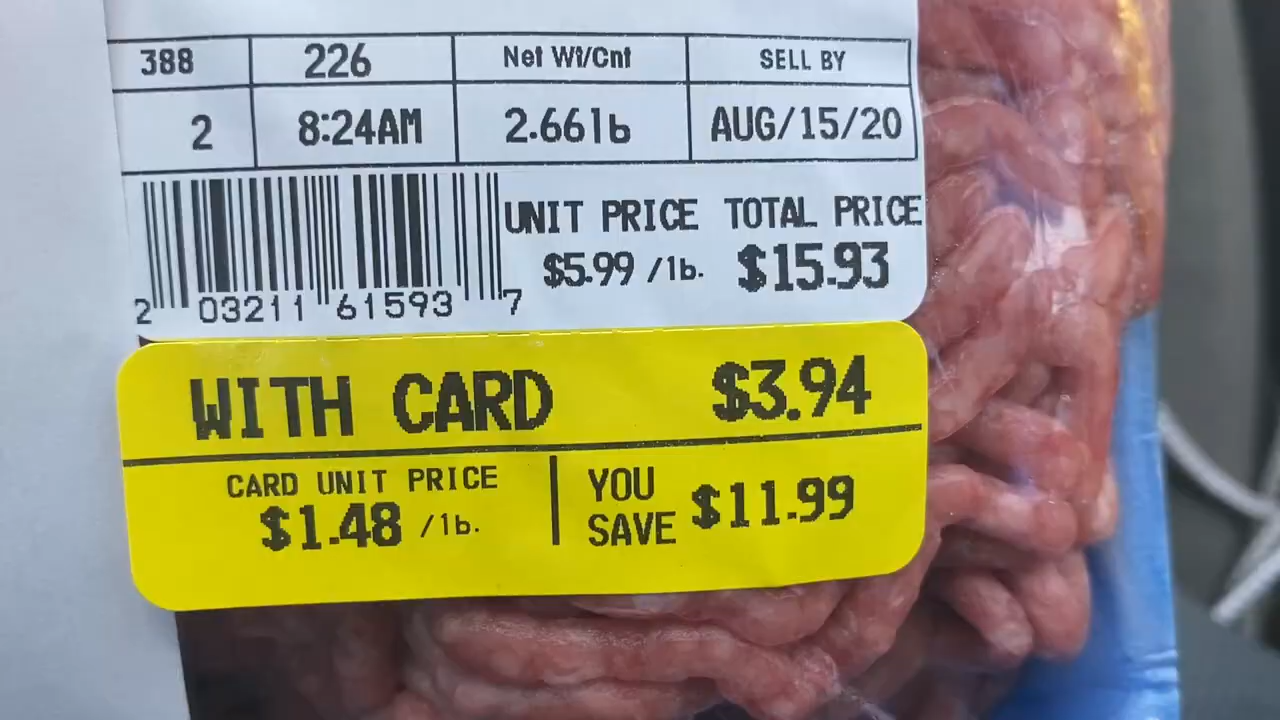 388 226 Net Wt/Cnt SELL BY
2 8:24AM 2.66lb AUG/15/20
UNIT PRICE TOTAL PRICE
$5.99 /lb. $15.93
2 03211 61593 7
WITH CARD $3.94
CARD UNIT PRICE YOU SAVE
$1.48 /lb. $11.99